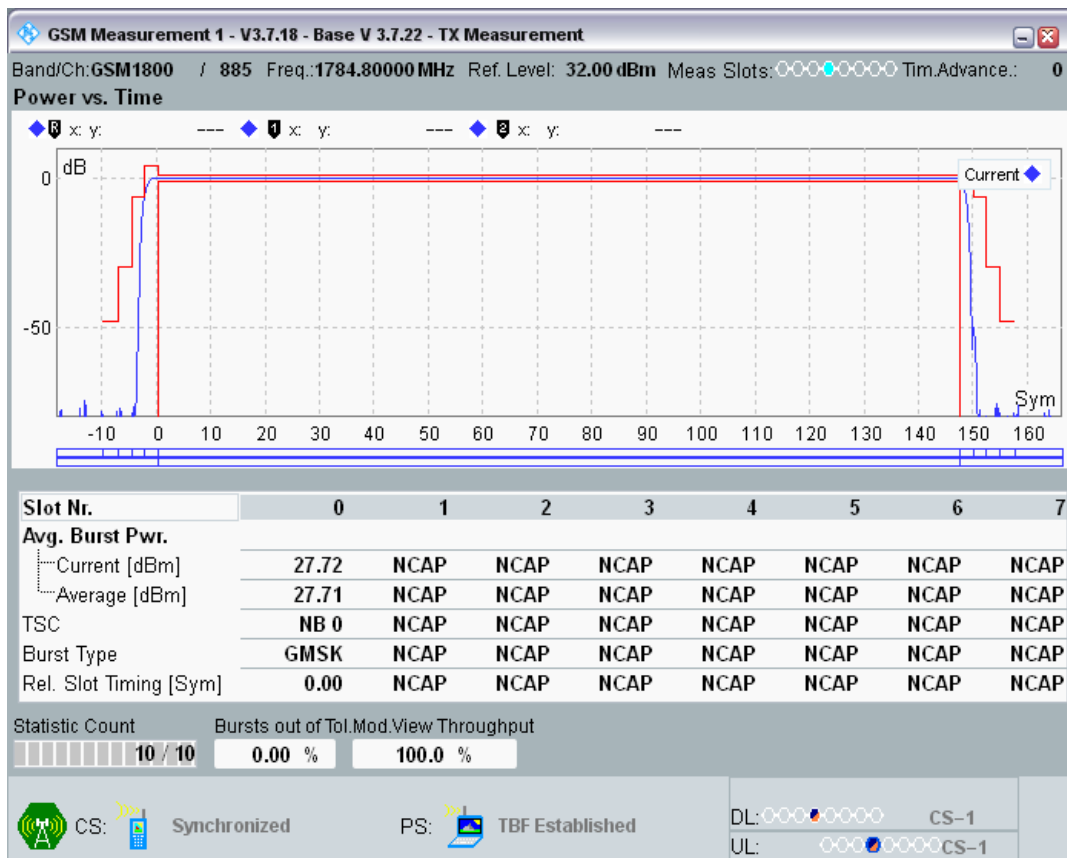 GSM Measurement 1 - V3.7.18 - Base V 3.7.22 - TX Measurement
Band/Ch:GSM1800 / 885 Freq.:1784.80000 MHz Ref. Level: 32.00 dBm Meas Slots: Tim.Advance.: 0
Power vs. Time
R x: y: --- 1 x: y: --- 2 x: y: ---
dB
Current
0
-50
Sym
-10 0 10 20 30 40 50 60 70 80 90 100 110 120 130 140 150 160
Slot Nr. 0 1 2 3 4 5 6 7
Avg. Burst Pwr.
Current [dBm] 27.72 NCAP NCAP NCAP NCAP NCAP NCAP NCAP
Average [dBm] 27.71 NCAP NCAP NCAP NCAP NCAP NCAP NCAP
TSC NB 0 NCAP NCAP NCAP NCAP NCAP NCAP NCAP
Burst Type GMSK NCAP NCAP NCAP NCAP NCAP NCAP NCAP
Rel. Slot Timing [Sym] 0.00 NCAP NCAP NCAP NCAP NCAP NCAP NCAP
Statistic Count Bursts out of Tol.Mod.View Throughput
10 / 10 0.00 % 100.0 %
CS: Synchronized PS: TBF Established DL: CS-1
UL: CS-1